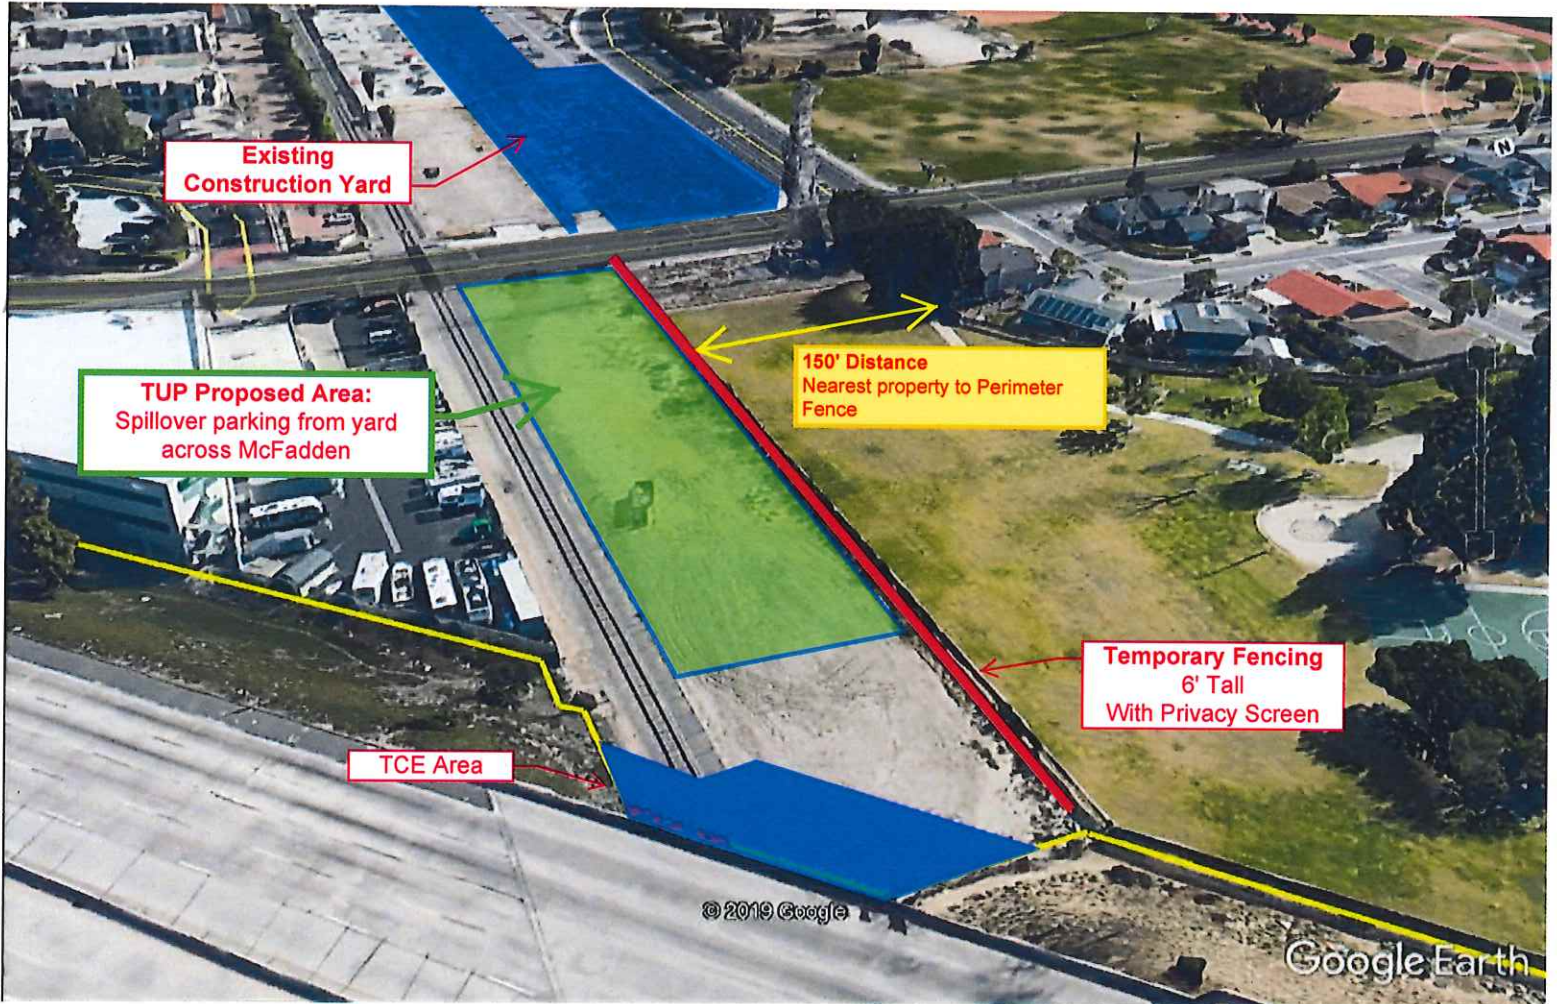 Existing
Construction Yard
TUP Proposed Area:
Spillover parking from yard
across McFadden
150' Distance
Nearest property to Perimeter
Fence
Temporary Fencing
6' Tall
With Privacy Screen
TCE Area
N
© 2019 Google
Google Earth